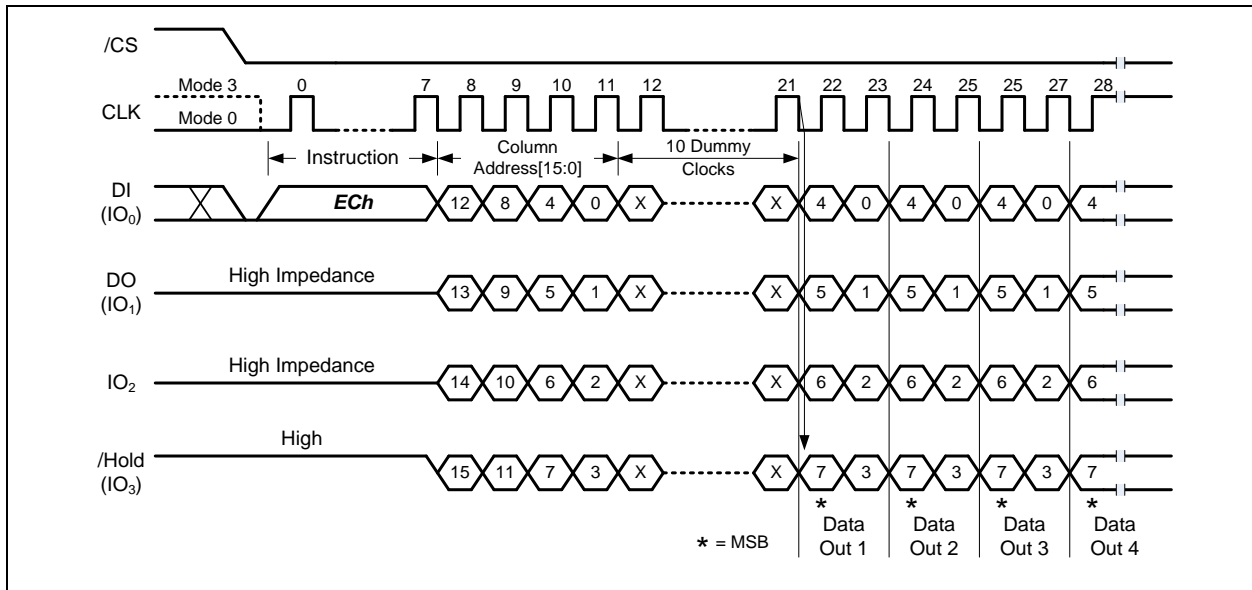 /CS
Mode 3 0 7 8 9 10 11 12 21 22 23 24 25 25 27 28
CLK
Mode 0
Instruction Column Address[15:0] 10 Dummy Clocks
DI (IO0) ECh 12 8 4 0 X X 4 0 4 0 4 0 4
DO (IO1) High Impedance 13 9 5 1 X X 5 1 5 1 5 1 5
IO2 High Impedance 14 10 6 2 X X 6 2 6 2 6 2 6
/Hold (IO3) High 15 11 7 3 X X 7 3 7 3 7 3 7
* * * *
* = MSB
Data Out 1 Data Out 2 Data Out 3 Data Out 4